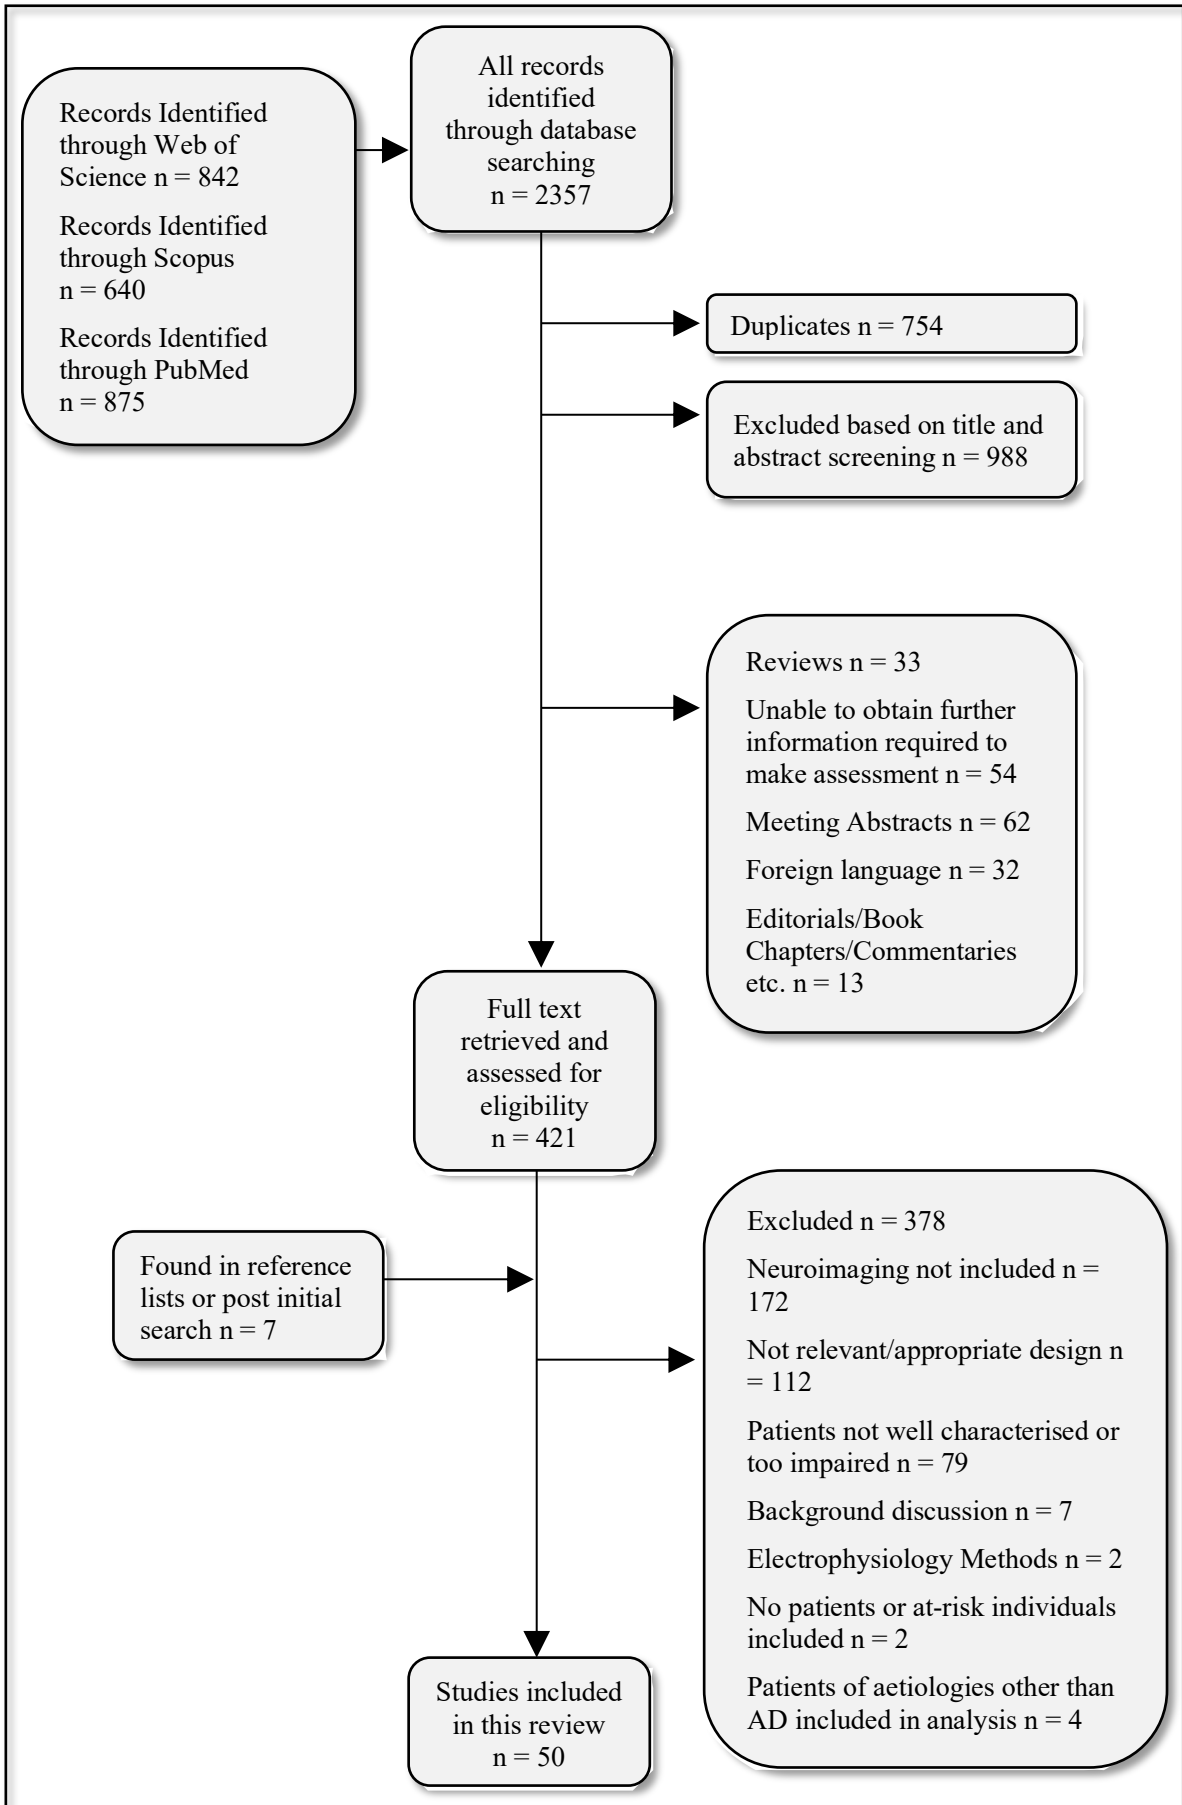 Records Identified
through Web of
Science n = 842
Records Identified
through Scopus
n = 640
Records Identified
through PubMed
n = 875
All records
identified
through database
searching
n = 2357
Duplicates n = 754
Excluded based on title and
abstract screening n = 988
Reviews n = 33
Unable to obtain further
information required to
make assessment n = 54
Meeting Abstracts n = 62
Foreign language n = 32
Editorials/Book
Chapters/Commentaries
etc. n = 13
Full text
retrieved and
assessed for
eligibility
n = 421
Found in reference
lists or post initial
search n = 7
Excluded n = 378
Neuroimaging not included n =
172
Not relevant/appropriate design n
= 112
Patients not well characterised or
too impaired n = 79
Background discussion n = 7
Electrophysiology Methods n = 2
No patients or at-risk individuals
included n = 2
Patients of aetiologies other than
AD included in analysis n = 4
Studies included
in this review
n = 50